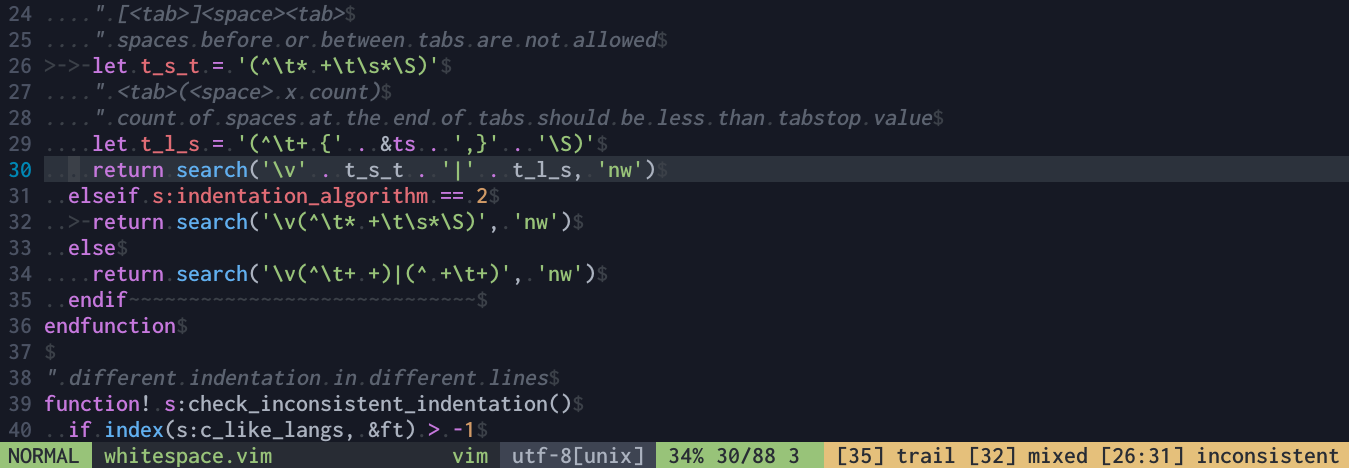 24 ....".[<tab>]<space><tab>$
25 ....".spaces.before.or.between.tabs.are.not.allowed$
26 >->-let.t_s_t.=.'(^\t*.+\t\s*\S)'$
27 ....".<tab>(<space>.x.count)$
28 ....".count.of.spaces.at.the.end.of.tabs.should.be.less.than.tabstop.value$
29 ....let.t_l_s.=.'(^\t+.{'...&ts...',}'...'\S)'$
30 ....return.search('\v'...t_s_t...'|'...t_l_s,.'nw')$
31 ..elseif.s:indentation_algorithm.==.2$
32 ..>-return.search('\v(^\t*.+\t\s*\S)',.'nw')$
33 ..else$
34 ....return.search('\v(^\t+.+)|(^.+\t+)',.'nw')$
35 ..endif~~~~~~~~~~~~~~~~~~~~~~~~~~~~~$
36 endfunction$
37 $
38 ".different.indentation.in.different.lines$
39 function!.s:check_inconsistent_indentation()$
40 ..if.index(s:c_like_langs,.&ft).>.-1$
NORMAL whitespace.vim vim utf-8[unix] 34% 30/88 3 [35] trail [32] mixed [26:31] inconsistent